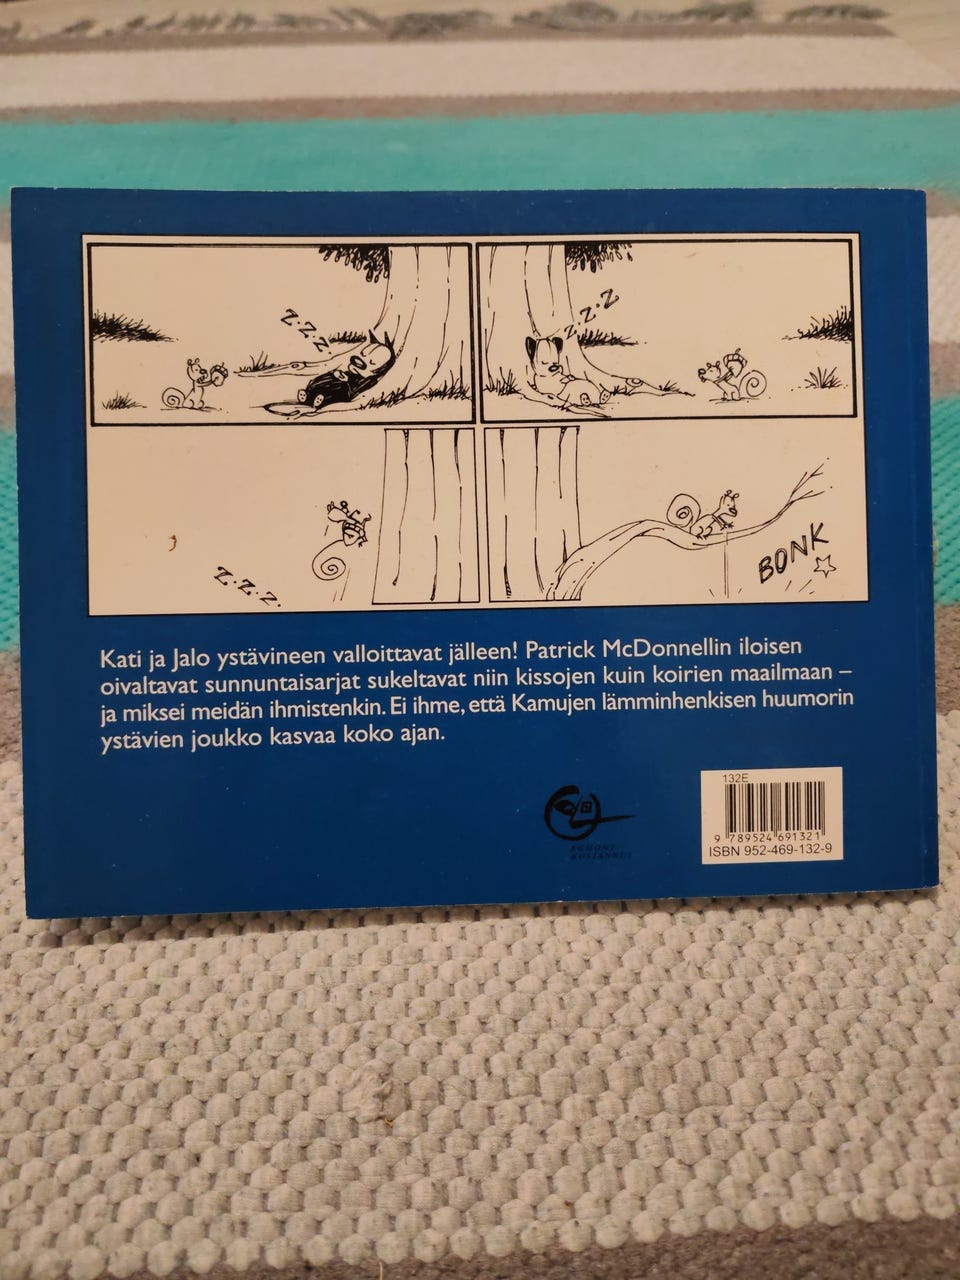 Z·Z·Z
Z·Z·Z
Z·Z·Z.
BONK
Kati ja Jalo ystävineen valloittavat jälleen! Patrick McDonnellin iloisen
oivaltavat sunnuntaisarjat sukeltavat niin kissojen kuin koirien maailmaan –
ja miksei meidän ihmistenkin. Ei ihme, että Kamujen lämminhenkisen huumorin
ystävien joukko kasvaa koko ajan.
132E
9 789524 691321
ISBN 952-469-132-9
EGMONT
KUSTANNUS